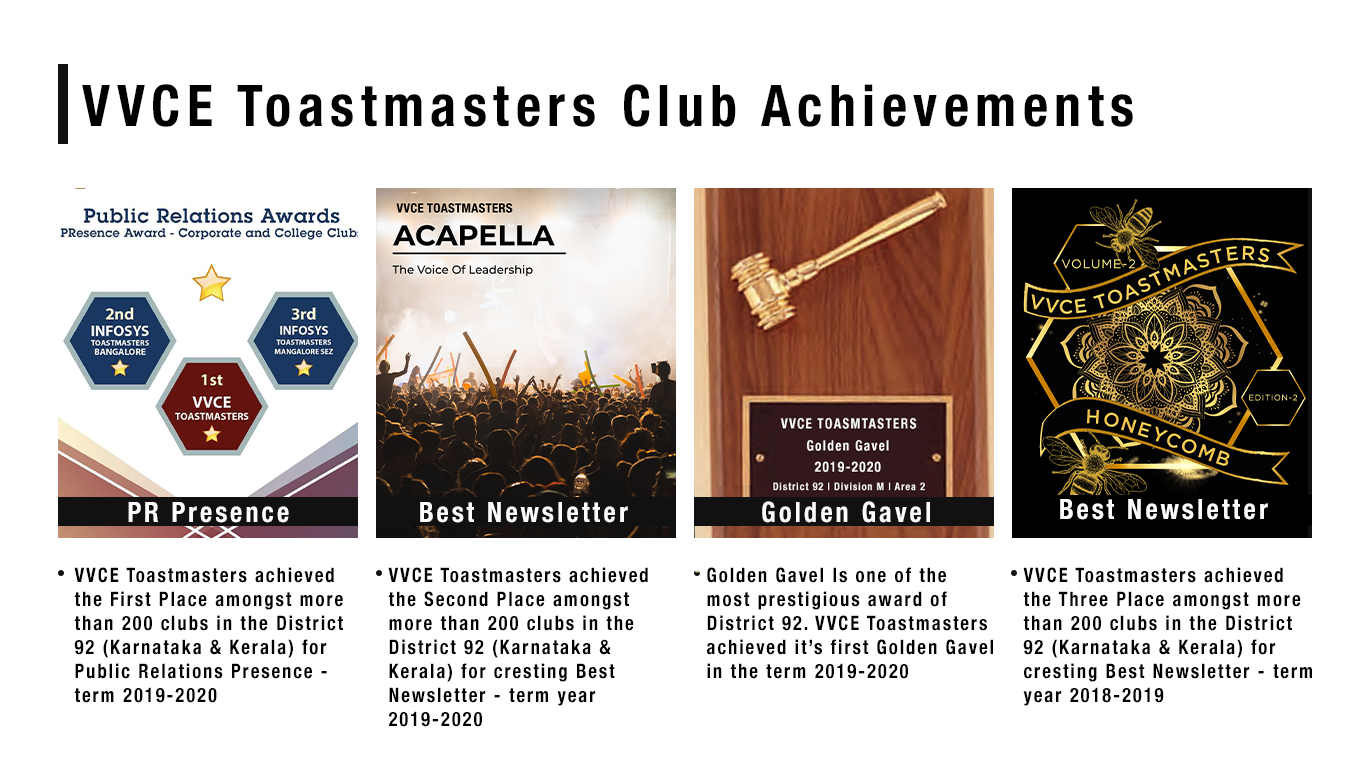 VVCE Toastmasters Club Achievements
Public Relations Awards
PResence Award - Corporate and College Clubs
2nd
INFOSYS
TOASTMASTERS
BANGALORE
3rd
INFOSYS
TOASTMASTERS
MANGALORE SEZ
1st
VVCE
TOASTMASTERS
PR Presence
• VVCE Toastmasters achieved
the First Place amongst more
than 200 clubs in the District
92 (Karnataka & Kerala) for
Public Relations Presence -
term 2019-2020
VVCE TOASTMASTERS
ACAPELLA
The Voice Of Leadership
Best Newsletter
• VVCE Toastmasters achieved
the Second Place amongst
more than 200 clubs in the
District 92 (Karnataka &
Kerala) for cresting Best
Newsletter - term year
2019-2020
VVCE TOASMTASTERS
Golden Gavel
2019-2020
District 92 | Division M | Area 2
Golden Gavel
• Golden Gavel Is one of the
most prestigious award of
District 92. VVCE Toastmasters
achieved it’s first Golden Gavel
in the term 2019-2020
VOLUME-2
VVCE TOASTMASTERS
EDITION-2
HONEYCOMB
Best Newsletter
• VVCE Toastmasters achieved
the Three Place amongst more
than 200 clubs in the District
92 (Karnataka & Kerala) for
cresting Best Newsletter - term
year 2018-2019